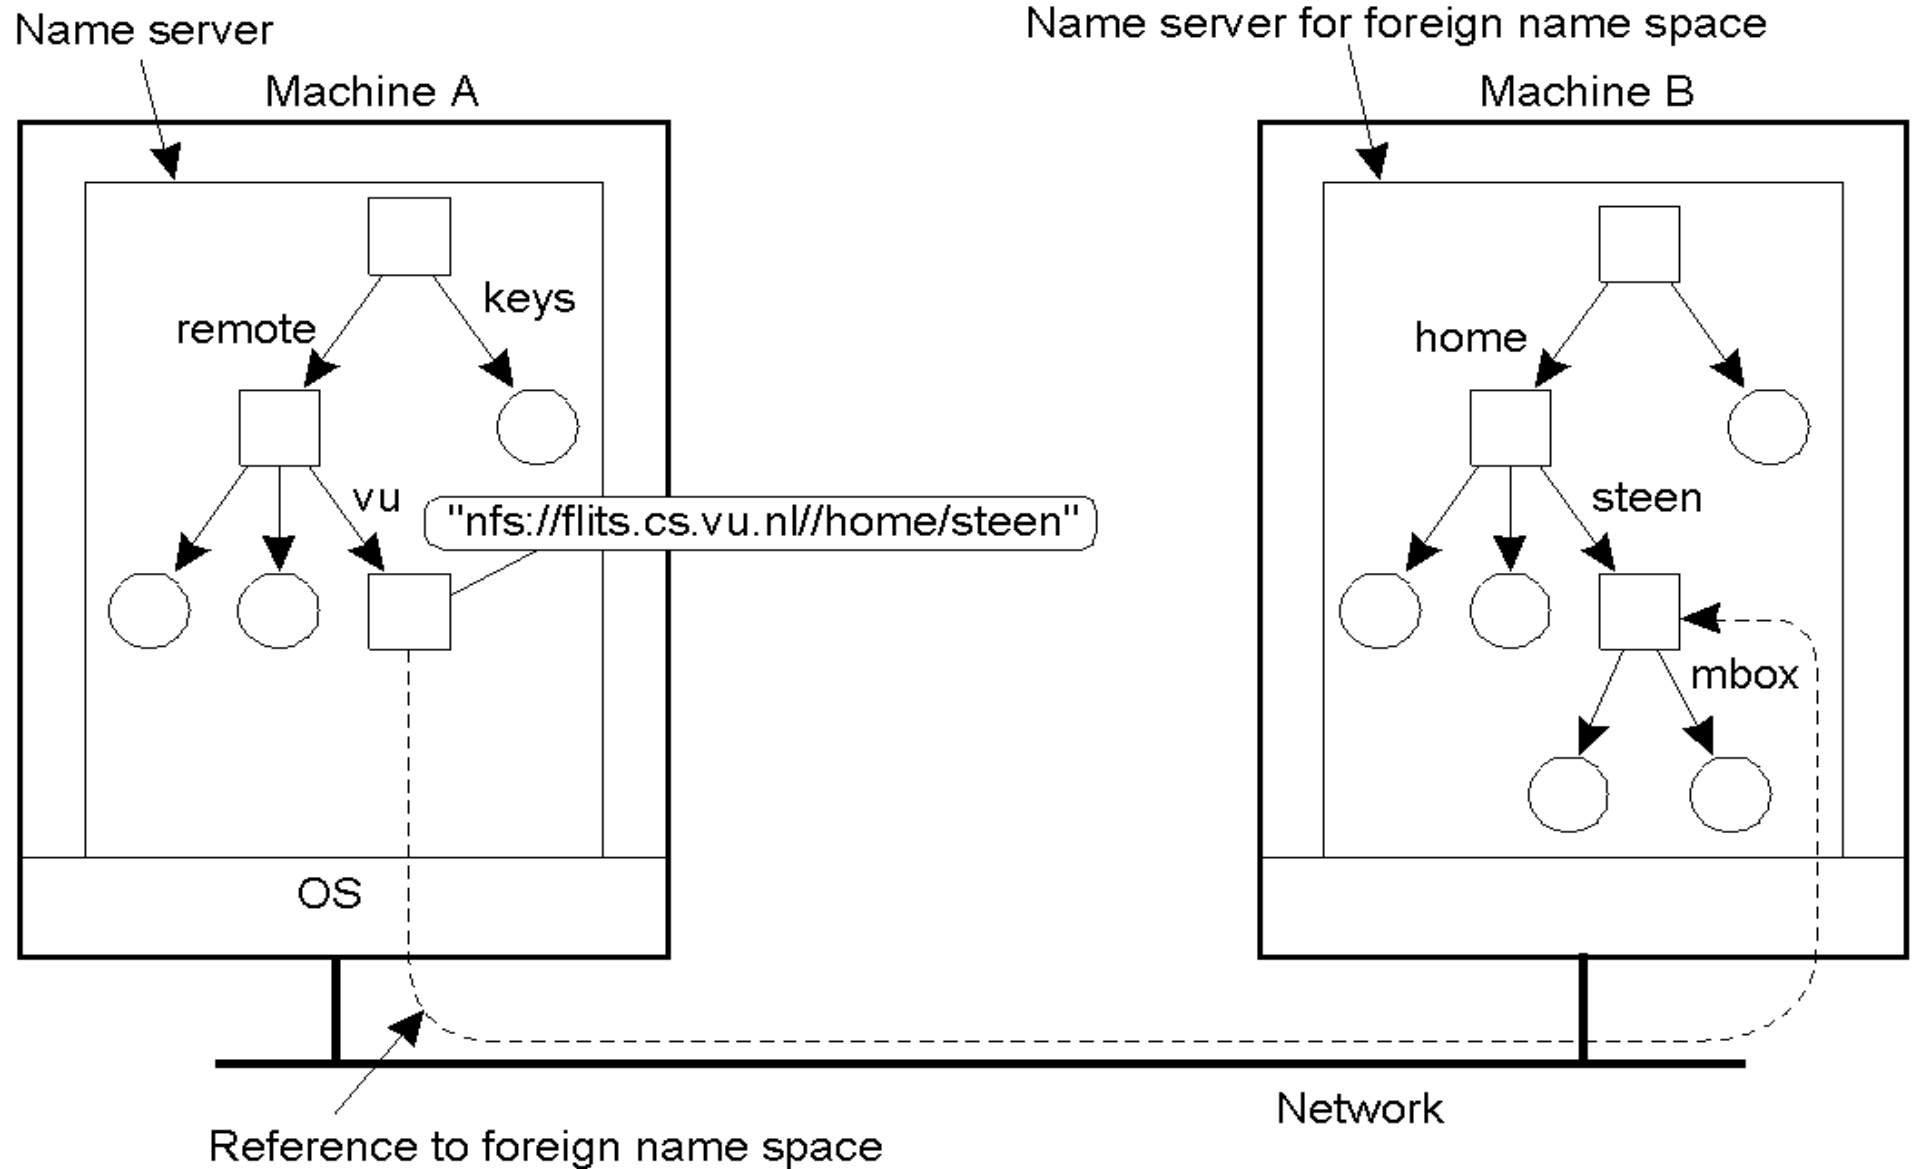 Name server
Name server for foreign name space
Machine A
Machine B
keys
remote
home
vu
"nfs://flits.cs.vu.nl//home/steen"
steen
mbox
OS
Network
Reference to foreign name space